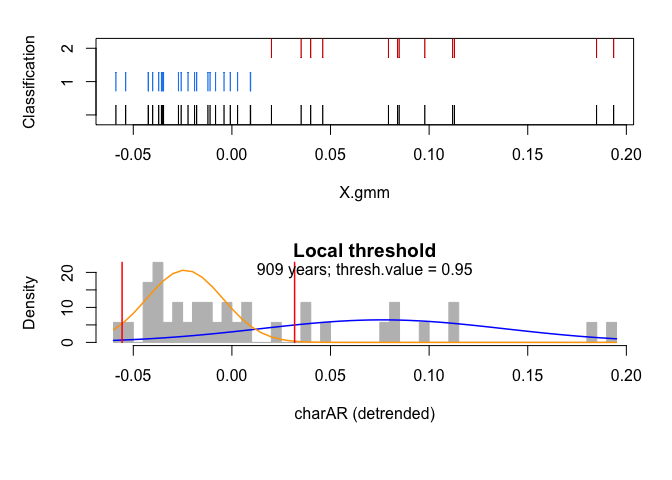 Classification
2
1
-0.05 0.00 0.05 0.10 0.15 0.20
X.gmm
Local threshold
909 years; thresh.value = 0.95
Density
20
10
0
-0.05 0.00 0.05 0.10 0.15 0.20
charAR (detrended)